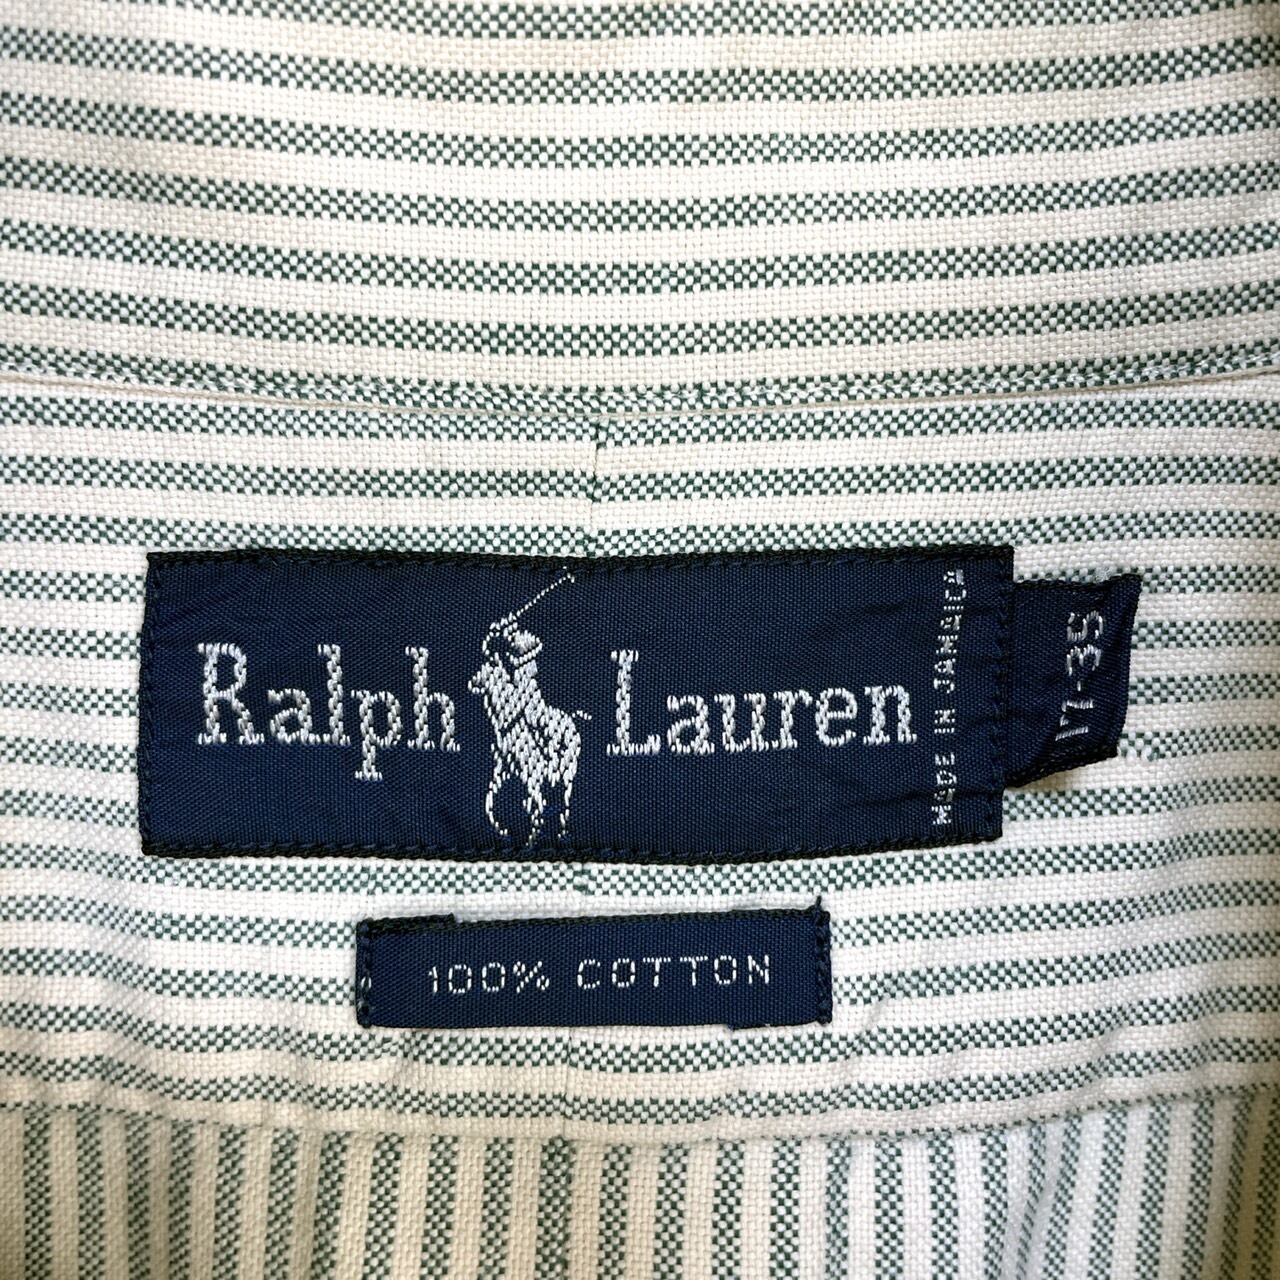 Ralph Lauren
MADE IN JAMAICA
17-35
100% COTTON